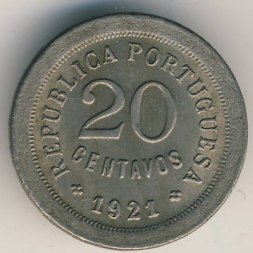 REPUBLICA PORTUGUESA
20
CENTAVOS
1921